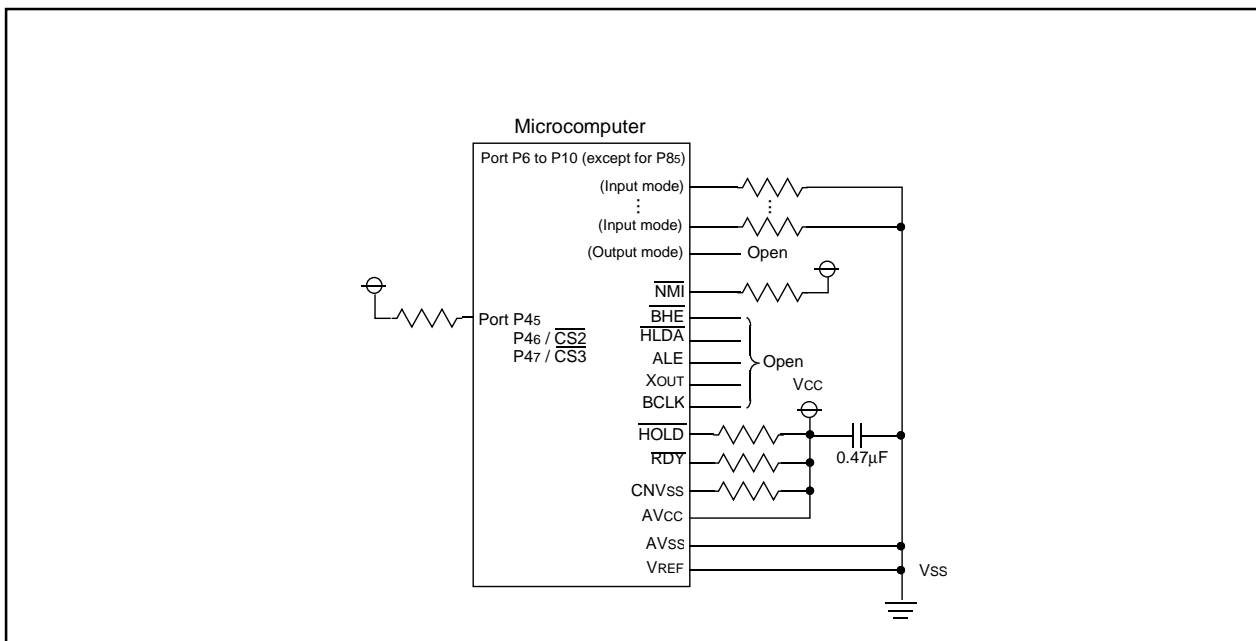 Microcomputer
Port P6 to P10 (except for P85)
(Input mode)
(Input mode)
(Output mode)
Open
NMI
Port P45
P46 / CS2
P47 / CS3
BHE
HLDA
ALE
XOUT
BCLK
Open
VCC
HOLD
RDY
0.47µF
CNVSS
AVCC
AVSS
VREF
VSS